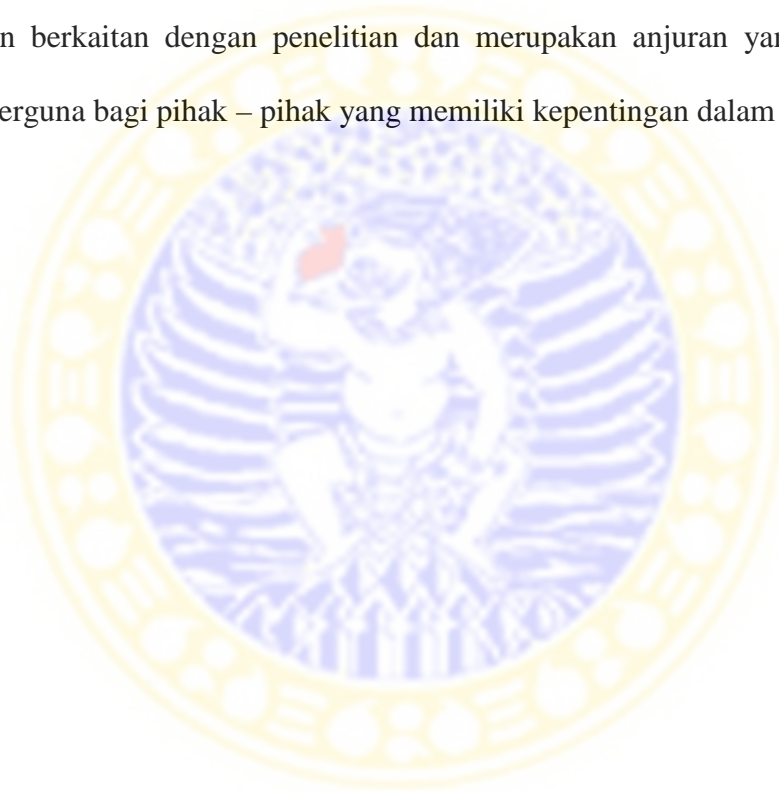 n berkaitan dengan penelitian dan merupakan anjuran yan
erguna bagi pihak – pihak yang memiliki kepentingan dalam